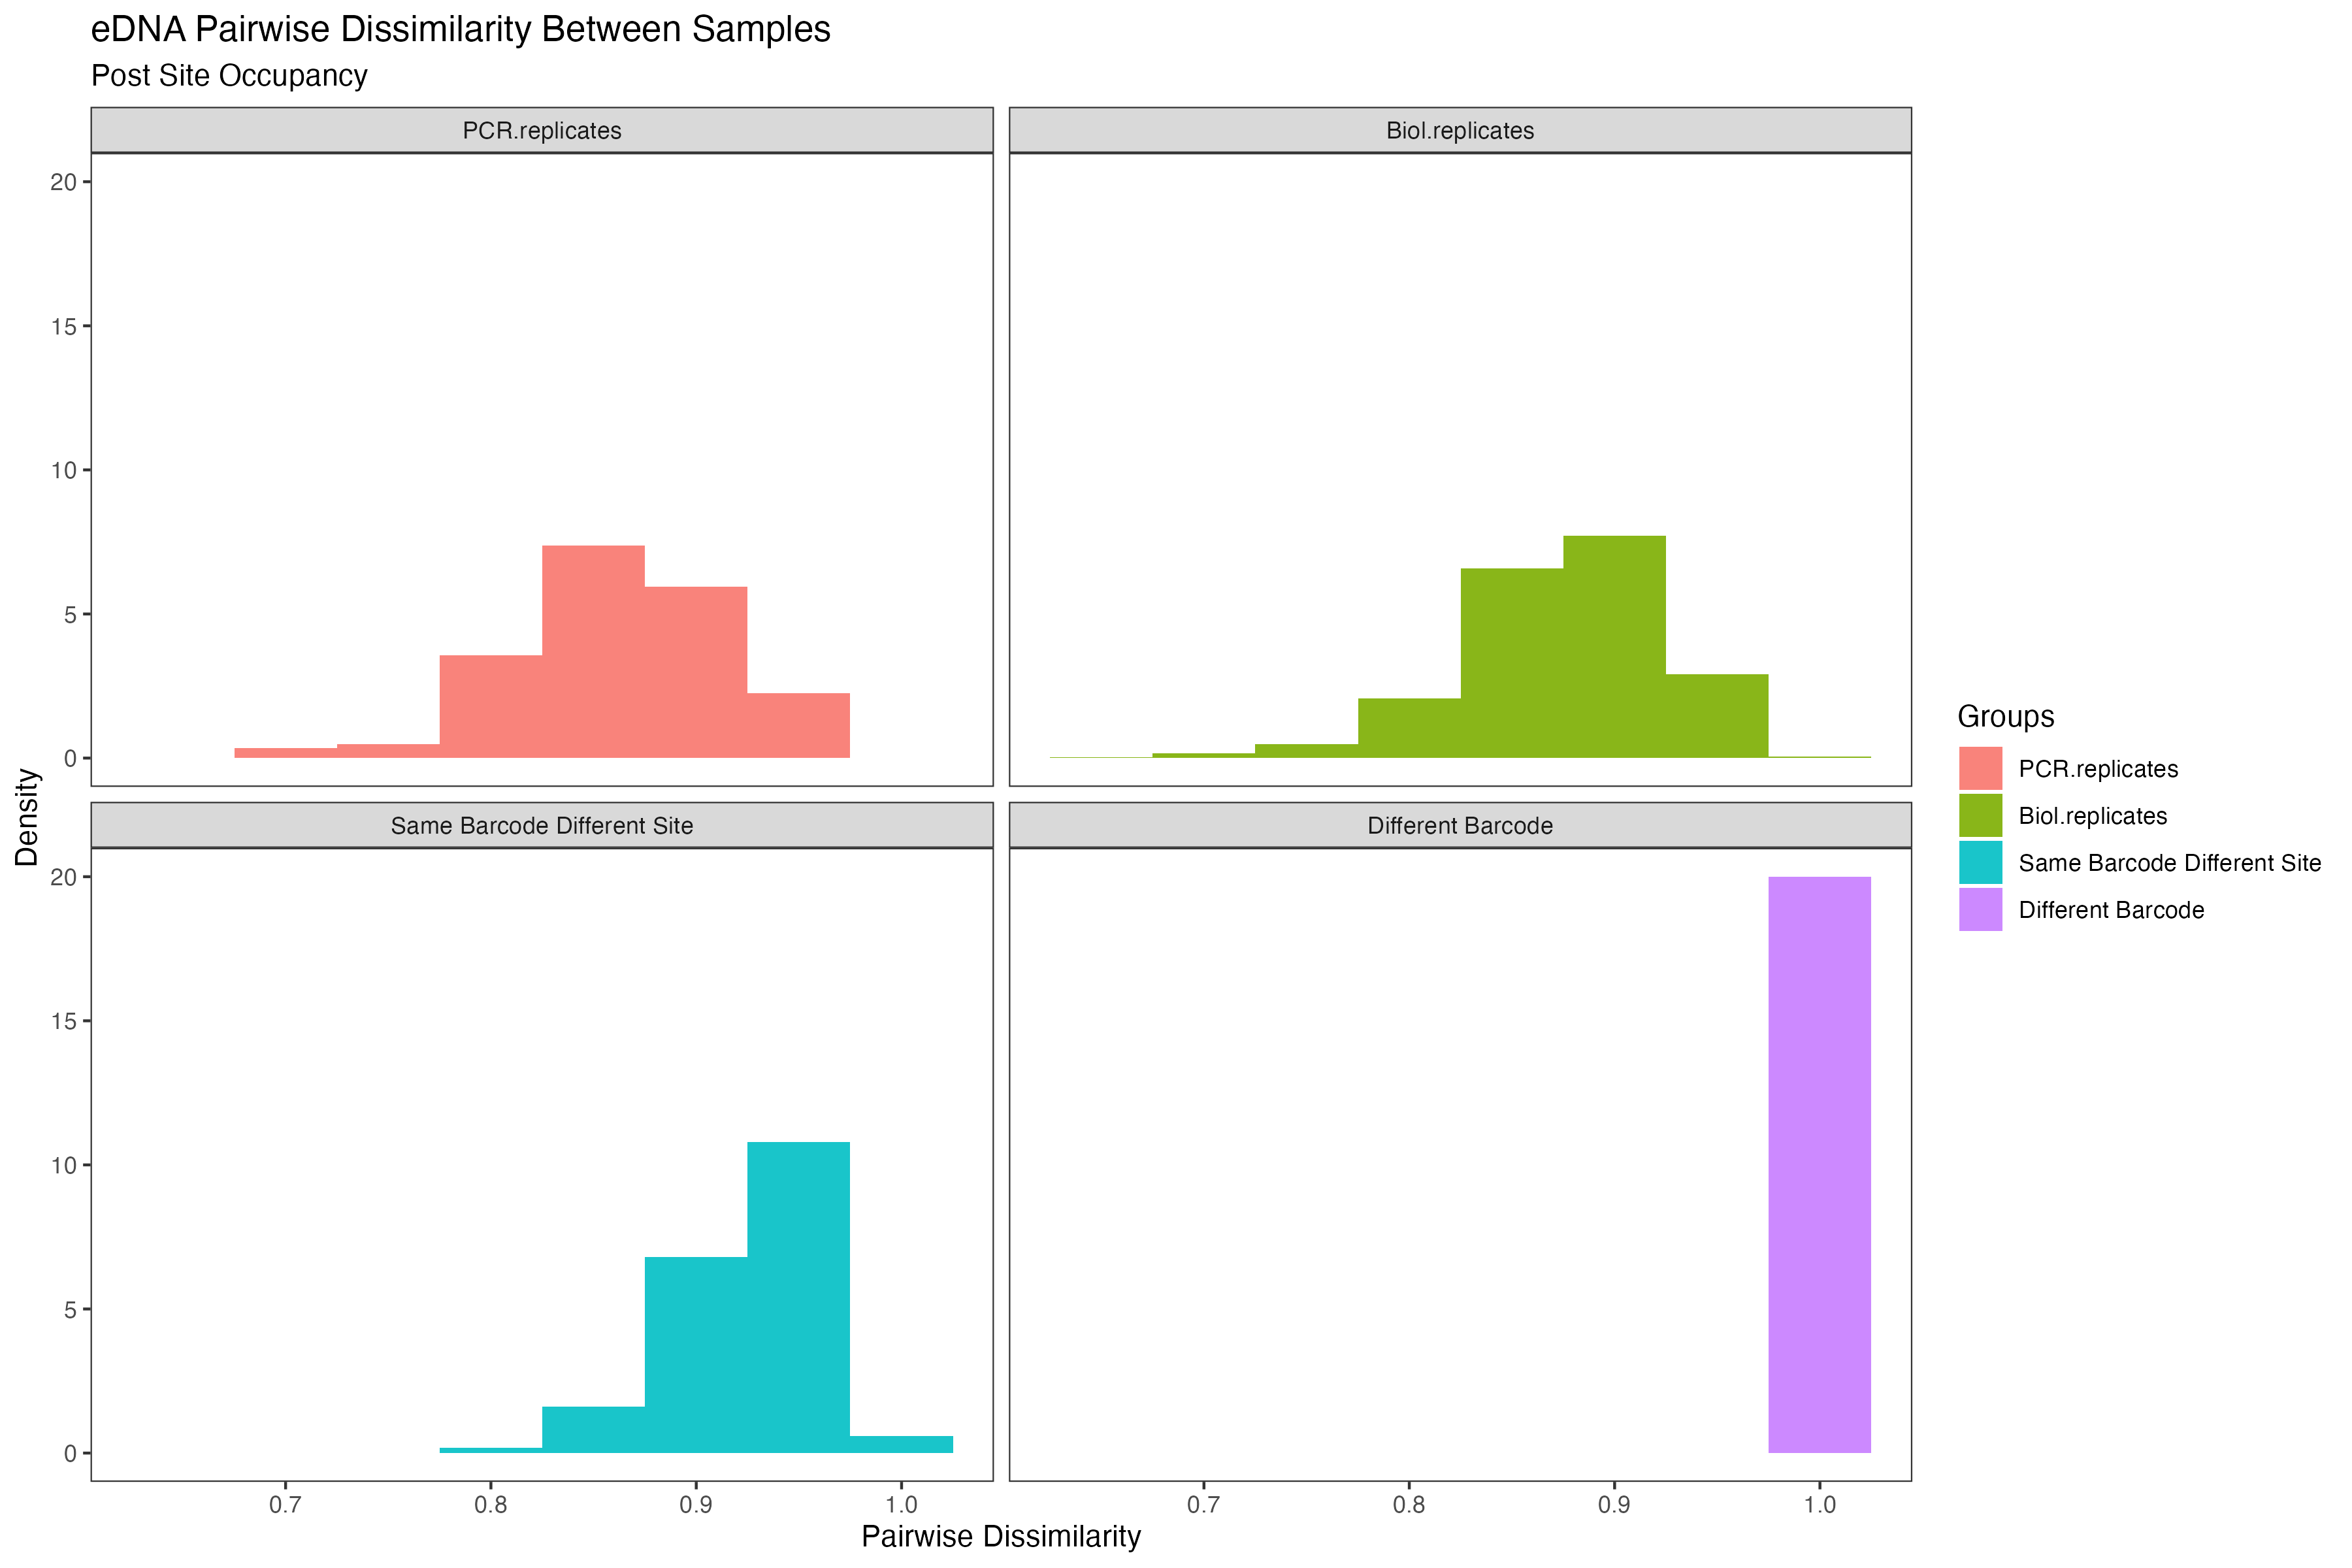 eDNA Pairwise Dissimilarity Between Samples
Post Site Occupancy
PCR.replicates
Biol.replicates
20
15
10
5
0
Same Barcode Different Site
Different Barcode
20
15
10
5
0
0.7
0.8
0.9
1.0
0.7
0.8
0.9
1.0
Pairwise Dissimilarity
Density
Groups
PCR.replicates
Biol.replicates
Same Barcode Different Site
Different Barcode